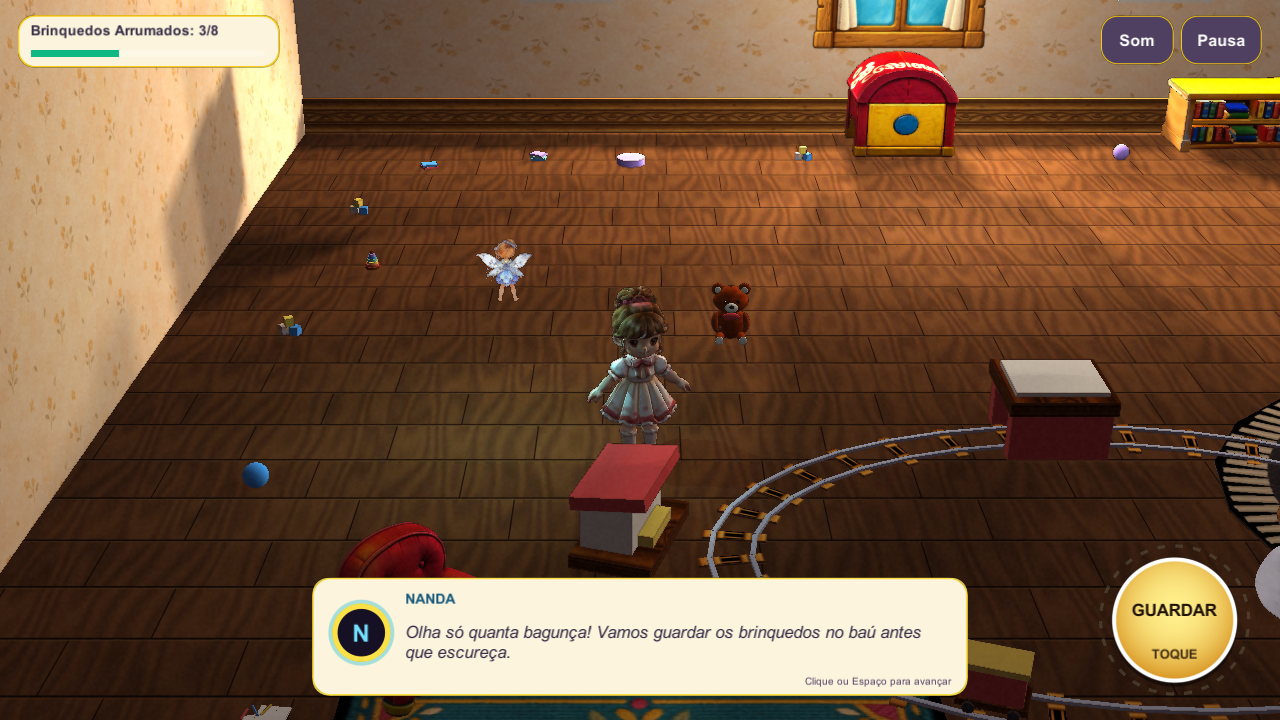 Brinquedos Arrumados: 3/8
Som
Pausa
GUARDAR
TOQUE
NANDA
N
Olha só quanta bagunça! Vamos guardar os brinquedos no baú antes
que escureça.
Clique ou Espaço para avançar